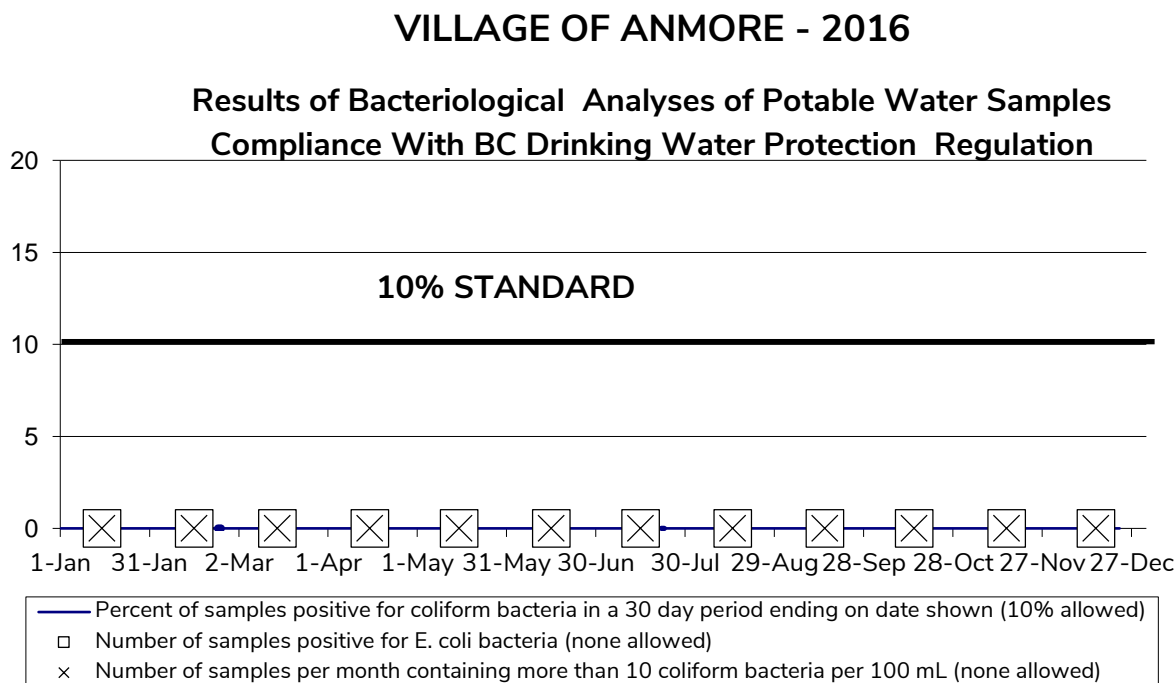 VILLAGE OF ANMORE - 2016
Results of Bacteriological Analyses of Potable Water Samples
Compliance With BC Drinking Water Protection Regulation
20
15
10% STANDARD
10
5
0
1-Jan 31-Jan 2-Mar 1-Apr 1-May 31-May 30-Jun 30-Jul 29-Aug 28-Sep 28-Oct 27-Nov 27-Dec
Percent of samples positive for coliform bacteria in a 30 day period ending on date shown (10% allowed)
Number of samples positive for E. coli bacteria (none allowed)
Number of samples per month containing more than 10 coliform bacteria per 100 mL (none allowed)